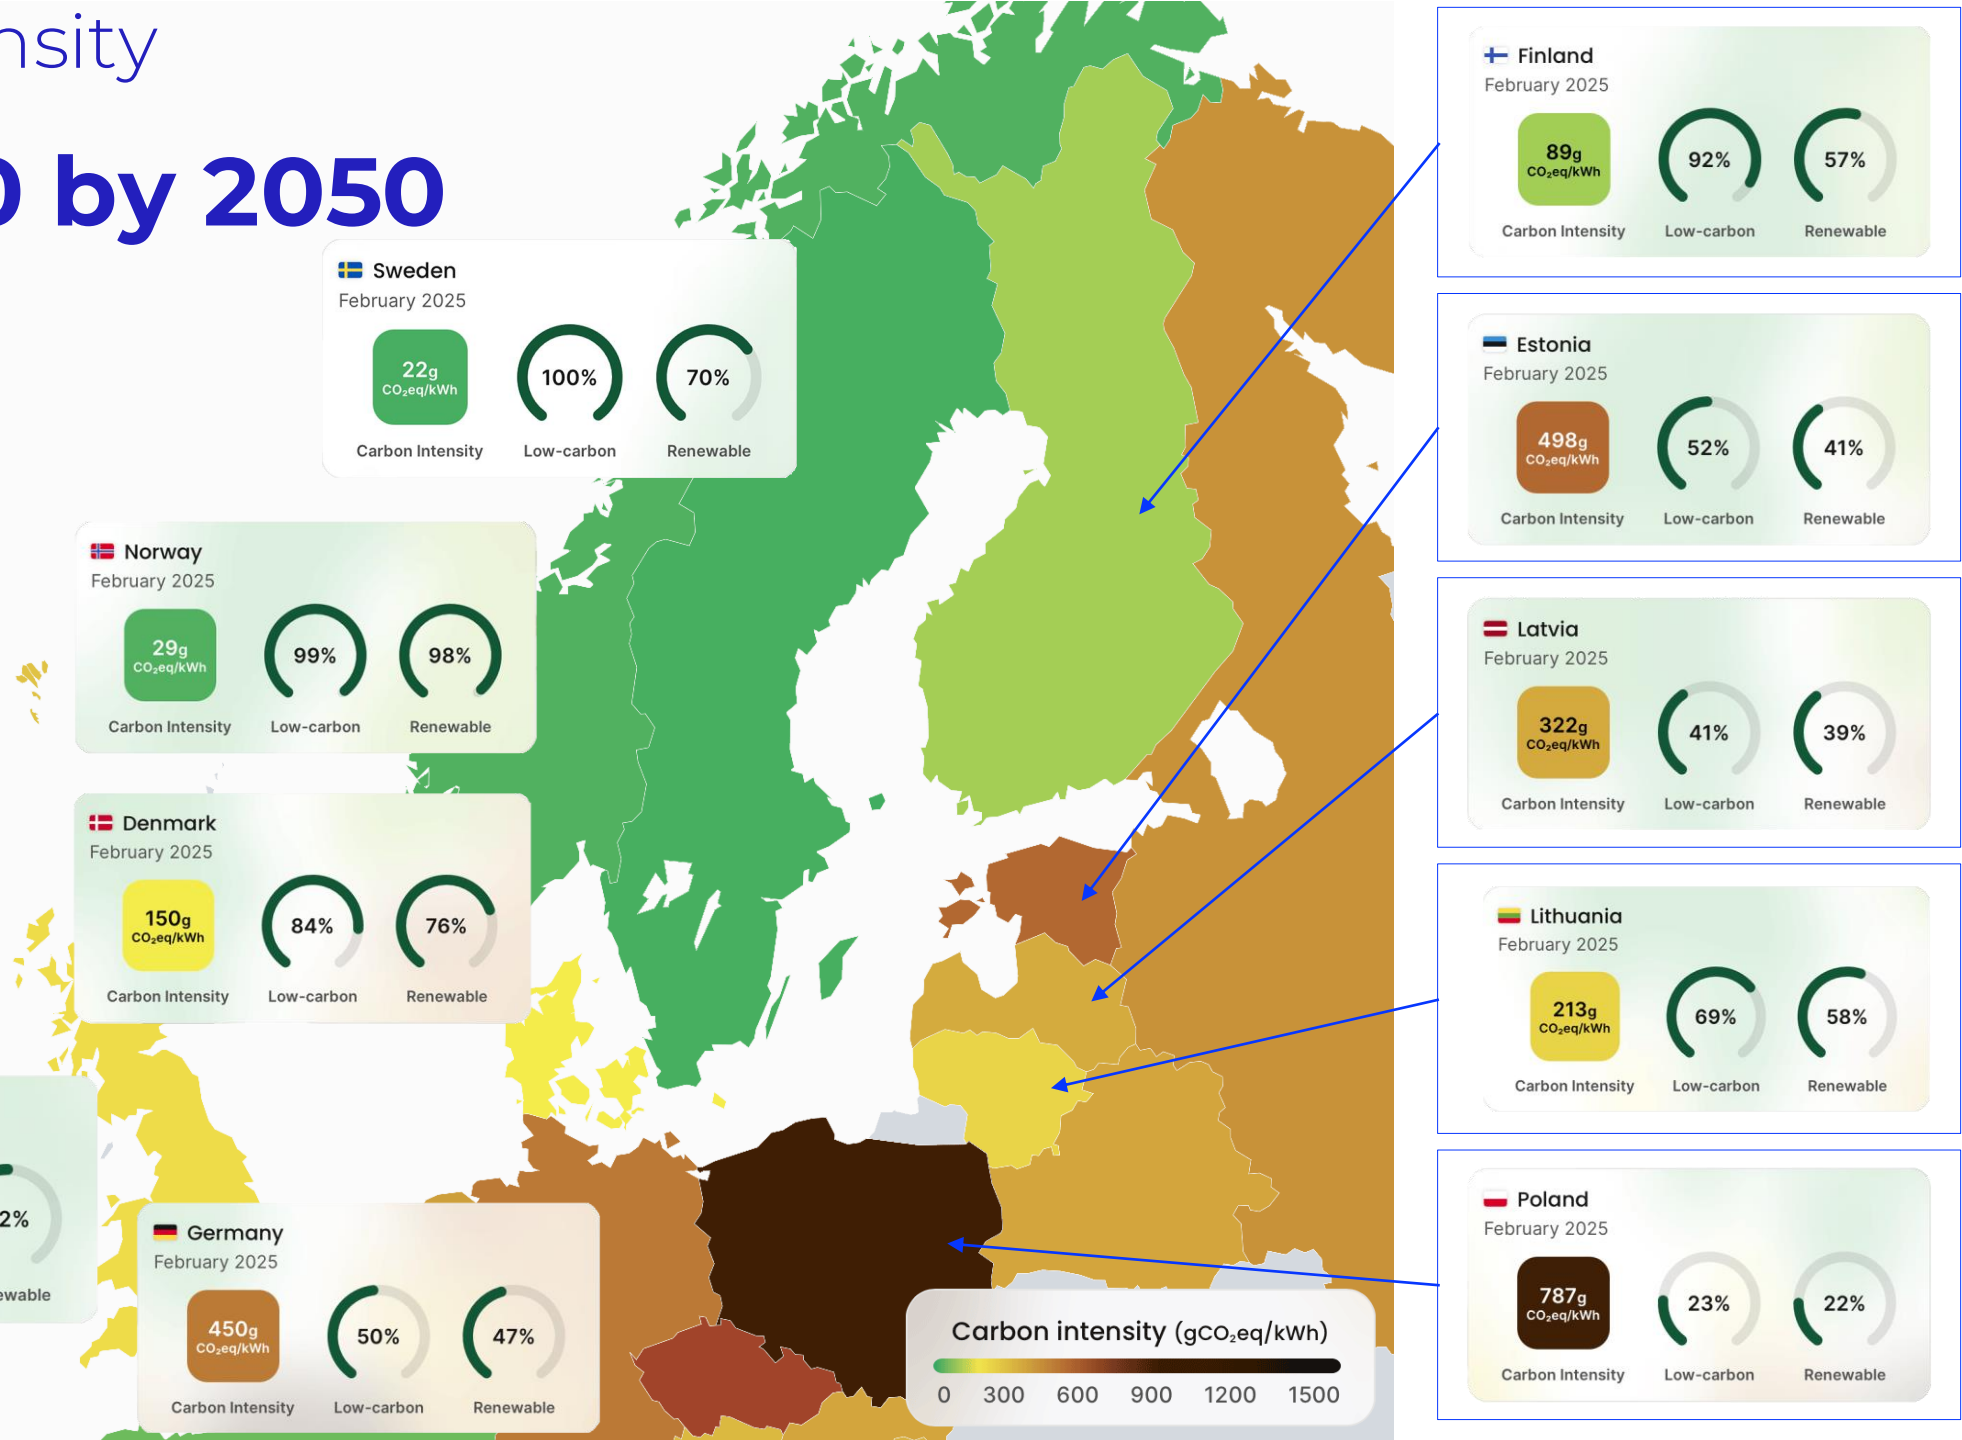 nsity
0 by 2050
Sweden
February 2025
22g
CO₂eq/kWh
100%
70%
Carbon Intensity
Low-carbon
Renewable
Norway
February 2025
29g
CO₂eq/kWh
99%
98%
Carbon Intensity
Low-carbon
Renewable
Denmark
February 2025
150g
CO₂eq/kWh
84%
76%
Carbon Intensity
Low-carbon
Renewable
2%
ewable
Germany
February 2025
450g
CO₂eq/kWh
50%
47%
Carbon Intensity
Low-carbon
Renewable
Carbon intensity (gCO₂eq/kWh)
0 300 600 900 1200 1500
Finland
February 2025
89g
CO₂eq/kWh
92%
57%
Carbon Intensity
Low-carbon
Renewable
Estonia
February 2025
498g
CO₂eq/kWh
52%
41%
Carbon Intensity
Low-carbon
Renewable
Latvia
February 2025
322g
CO₂eq/kWh
41%
39%
Carbon Intensity
Low-carbon
Renewable
Lithuania
February 2025
213g
CO₂eq/kWh
69%
58%
Carbon Intensity
Low-carbon
Renewable
Poland
February 2025
787g
CO₂eq/kWh
23%
22%
Carbon Intensity
Low-carbon
Renewable